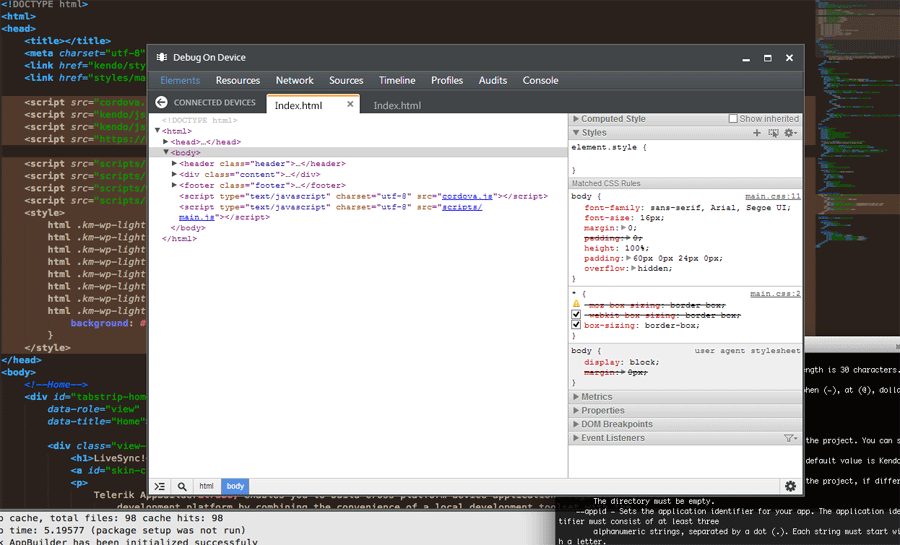 <!DOCTYPE html>
<html>
<head>
<title></title>
<meta charset="utf-8"
<link href="kendo/sty
<link href="styles/ma
<script src="cordova.
<script src="kendo/js
<script src="kendo/js
<script src="https://
<script src="scripts/
<script src="scripts/
<script src="scripts/
<script src="scripts/
<style>
html .km-wp-light
html .km-wp-light
html .km-wp-light
html .km-wp-light
html .km-wp-light
html .km-wp-light
html .km-wp-light
html .km-wp-light
background: #
}
</style>
</head>
<body>
<!--Home-->
<div id="tabstrip-hom
data-role="view"
data-title="Home"
<div class="view-
<h1>LiveSync!
<a id="skin-c
<p>
development platform by combining the convenience of a local development
p cache, total files: 98 cache hits: 98
p time: 5.19577 (package setup was not run)
k AppBuilder has been initialized successfuly
Debug On Device
Elements Resources Network Sources Timeline Profiles Audits Console
CONNECTED DEVICES Index.html × Index.html
<!DOCTYPE html>
<html>
<head>…</head>
<body>
<header class="header">…</header>
<div class="content">…</div>
<footer class="footer">…</footer>
<script type="text/javascript" charset="utf-8" src="cordova.js"></script>
<script type="text/javascript" charset="utf-8" src="scripts/
main.js"></script>
</body>
</html>
html body
Computed Style Show inherited
Styles
element.style {
}
Matched CSS Rules
body { main.css:11
font-family: sans-serif, Arial, Segoe UI;
font-size: 16px;
margin: 0;
padding: 0;
height: 100%;
padding: 60px 0px 24px 0px;
overflow: hidden;
}
* { main.css:2
-moz-box-sizing: border-box;
-webkit-box-sizing: border-box;
box-sizing: border-box;
}
body { user agent stylesheet
display: block;
margin: 8px;
}
Metrics
Properties
DOM Breakpoints
Event Listeners
ength is 30 characters.
hen (-), at (@), dolla
the project. You can s
default value is Kendo
the project, if differ
The directory must be empty.
--appid - Sets the application identifier for your app. The application ide
tifier must consist of at least three
alphanumeric strings, separated by a dot (.). Each string must start wi
h a letter.